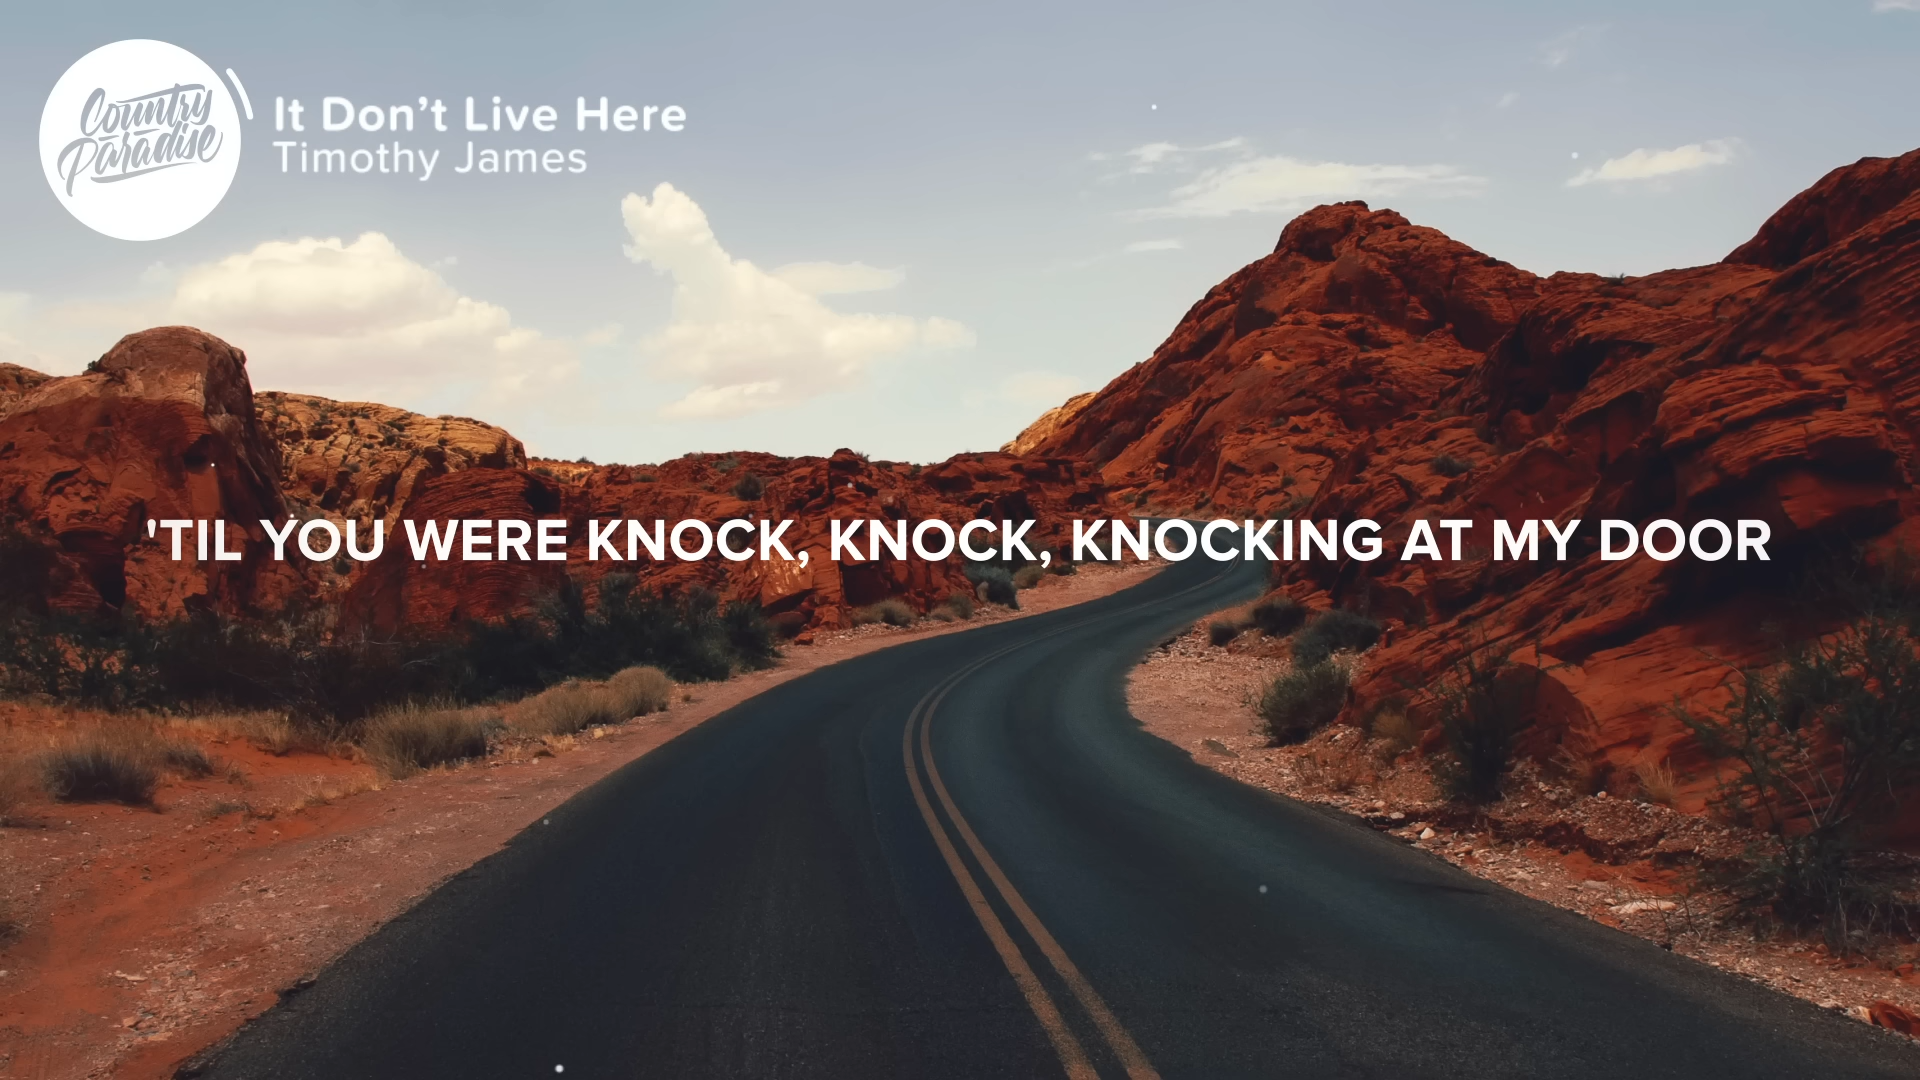 Country
Paradise
It Don't Live Here
Timothy James
'TIL YOU WERE KNOCK, KNOCK, KNOCKING AT MY DOOR